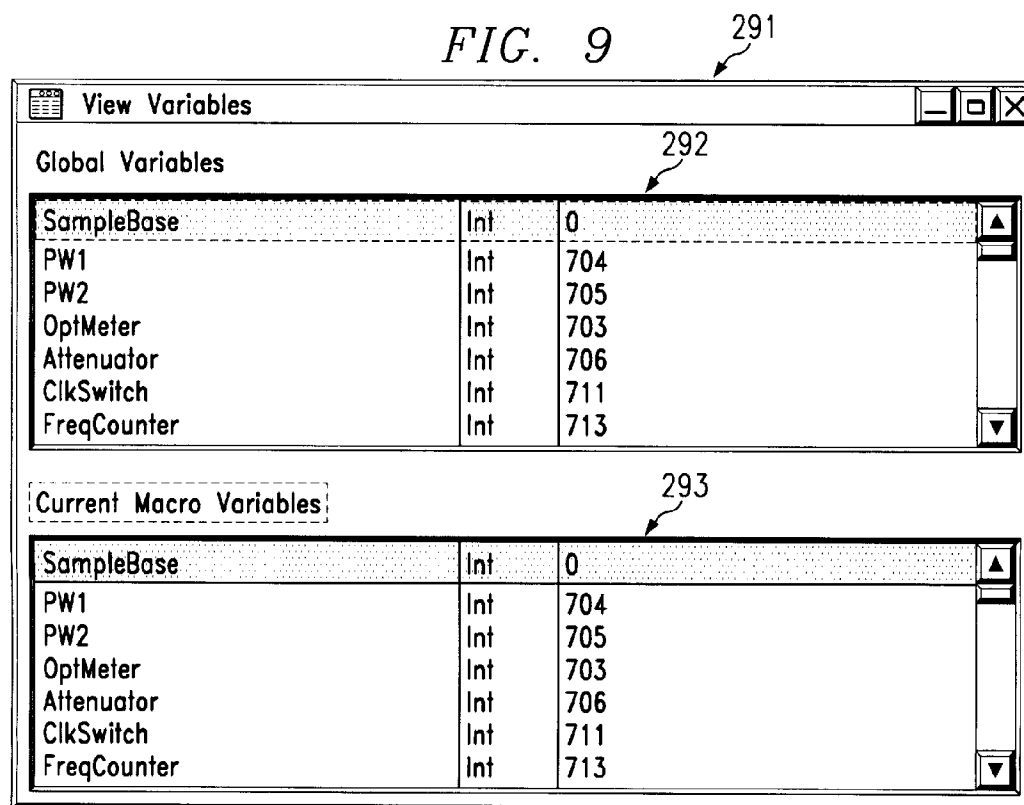 FIG. 9
291
View Variables
Global Variables
292
SampleBase Int 0
PW1 Int 704
PW2 Int 705
OptMeter Int 703
Attenuator Int 706
ClkSwitch Int 711
FreqCounter Int 713
Current Macro Variables
293
SampleBase Int 0
PW1 Int 704
PW2 Int 705
OptMeter Int 703
Attenuator Int 706
ClkSwitch Int 711
FreqCounter Int 713